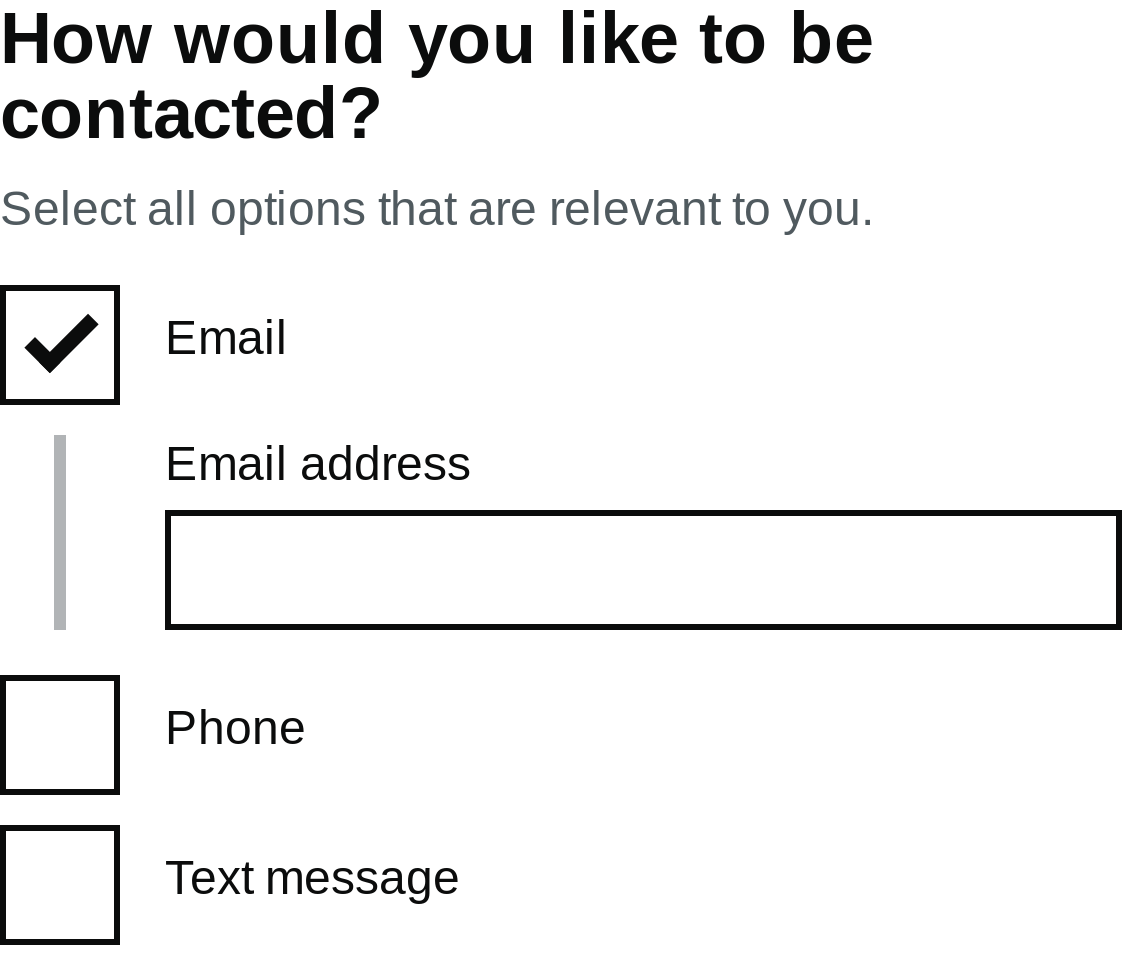 How would you like to be
contacted?
Select all options that are relevant to you.
Email
Email address
Phone
Text message